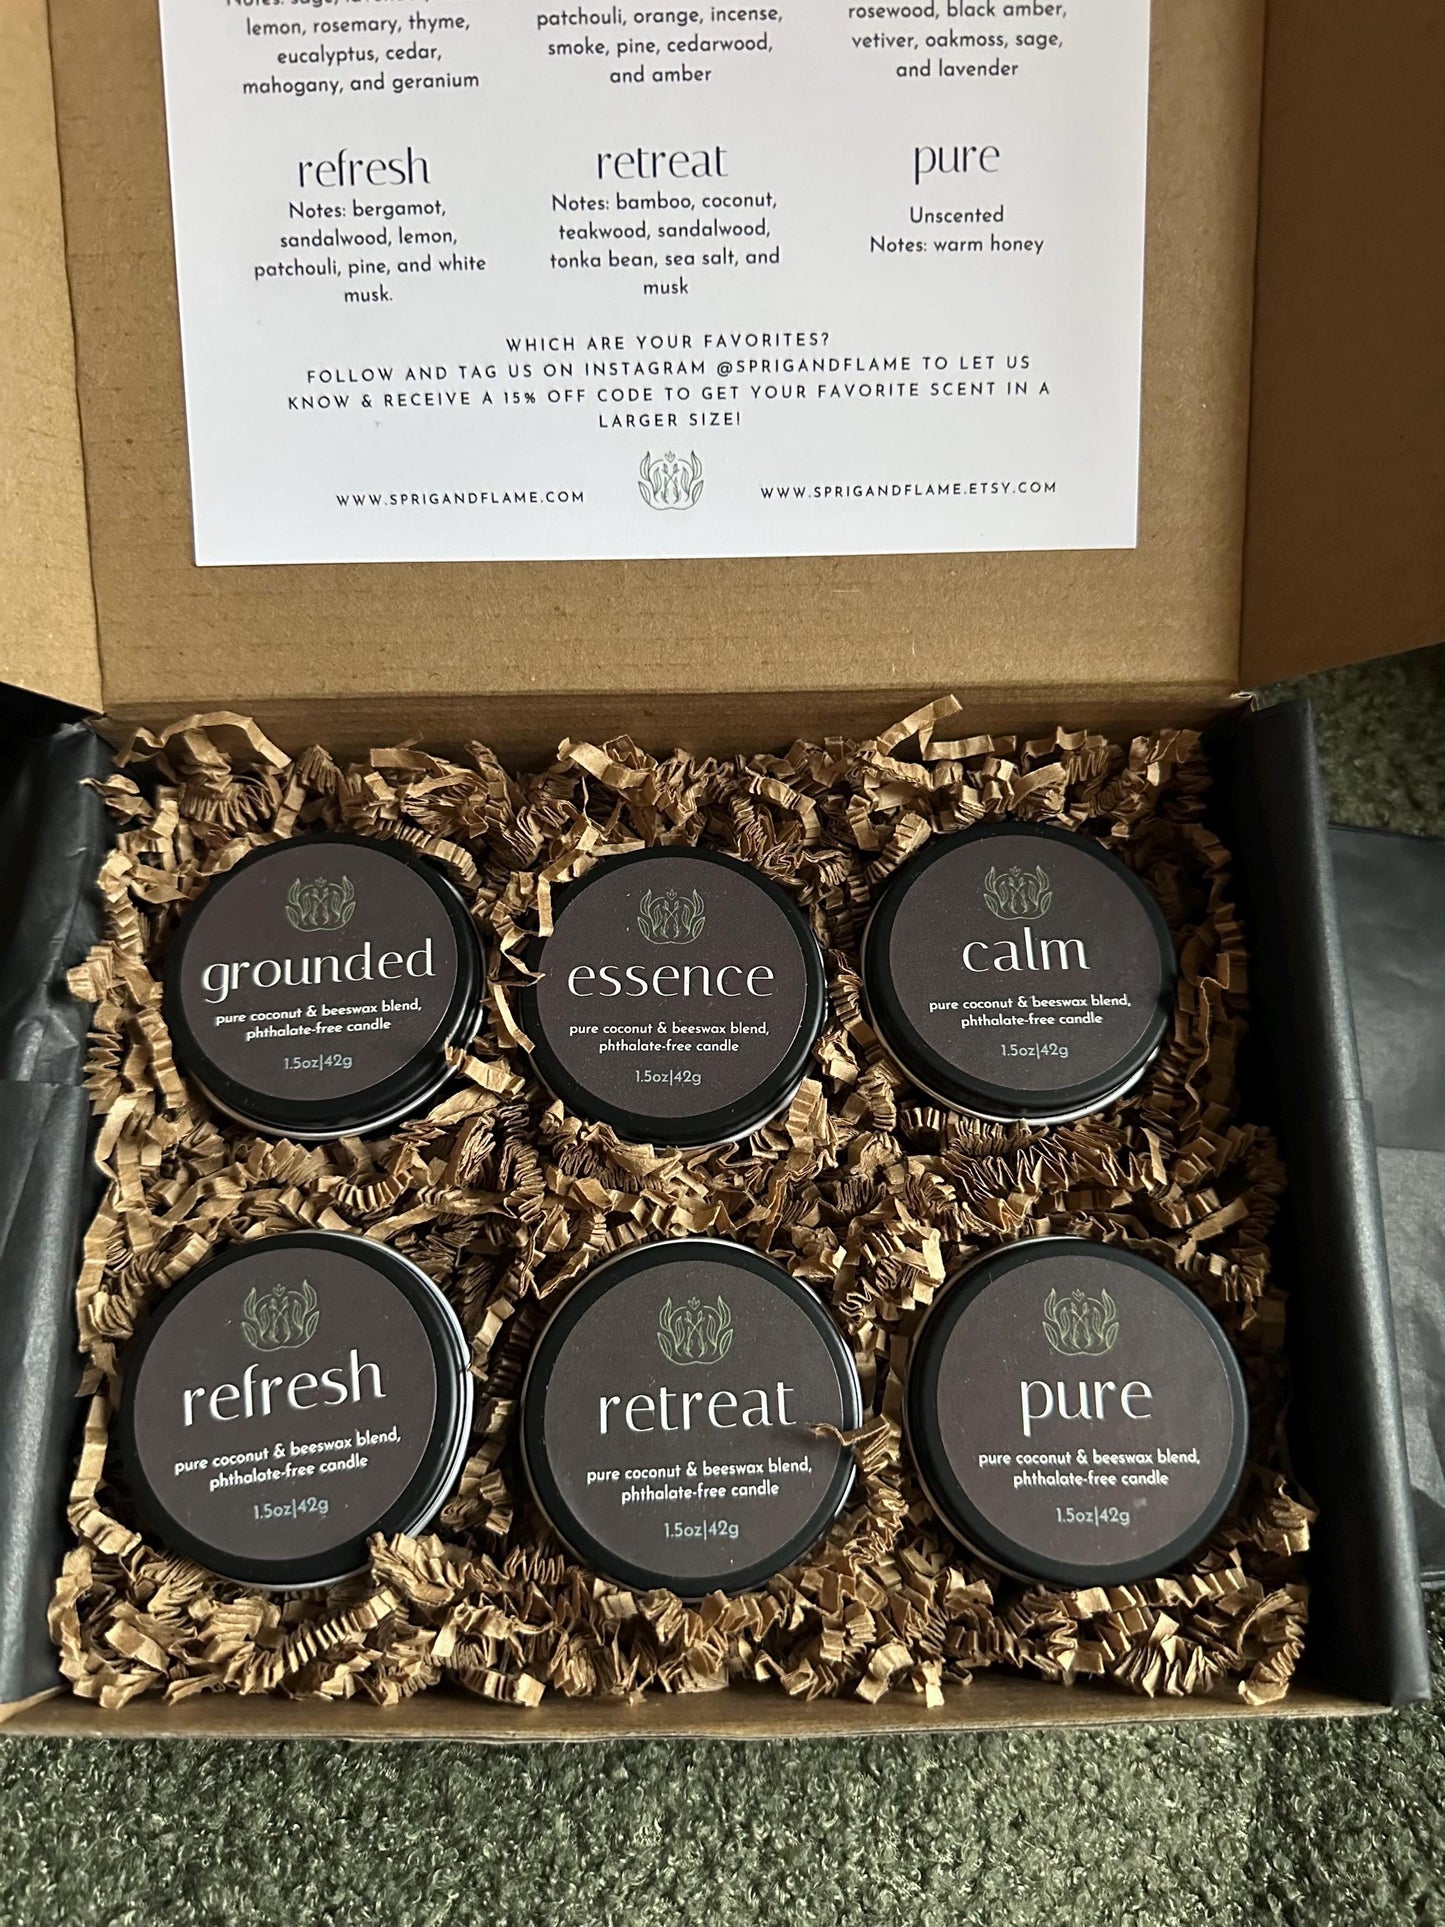 lemon, rosemary, thyme,
eucalyptus, cedar,
mahogany, and geranium
patchouli, orange, incense,
smoke, pine, cedarwood,
and amber
rosewood, black amber,
vetiver, oakmoss, sage,
and lavender
refresh
Notes: bergamot,
sandalwood, lemon,
patchouli, pine, and white
musk.
retreat
Notes: bamboo, coconut,
teakwood, sandalwood,
tonka bean, sea salt, and
musk
pure
Unscented
Notes: warm honey
WHICH ARE YOUR FAVORITES?
FOLLOW AND TAG US ON INSTAGRAM @SPRIGANDFLAME TO LET US
KNOW & RECEIVE A 15% OFF CODE TO GET YOUR FAVORITE SCENT IN A
LARGER SIZE!
WWW.SPRIGANDFLAME.COM
WWW.SPRIGANDFLAME.ETSY.COM
grounded
pure coconut & beeswax blend,
phthalate-free candle
1.5oz|42g
essence
pure coconut & beeswax blend,
phthalate-free candle
1.5oz|42g
calm
pure coconut & beeswax blend,
phthalate-free candle
1.5oz|42g
refresh
pure coconut & beeswax blend,
phthalate-free candle
1.5oz|42g
retreat
pure coconut & beeswax blend,
phthalate-free candle
1.5oz|42g
pure
pure coconut & beeswax blend,
phthalate-free candle
1.5oz|42g